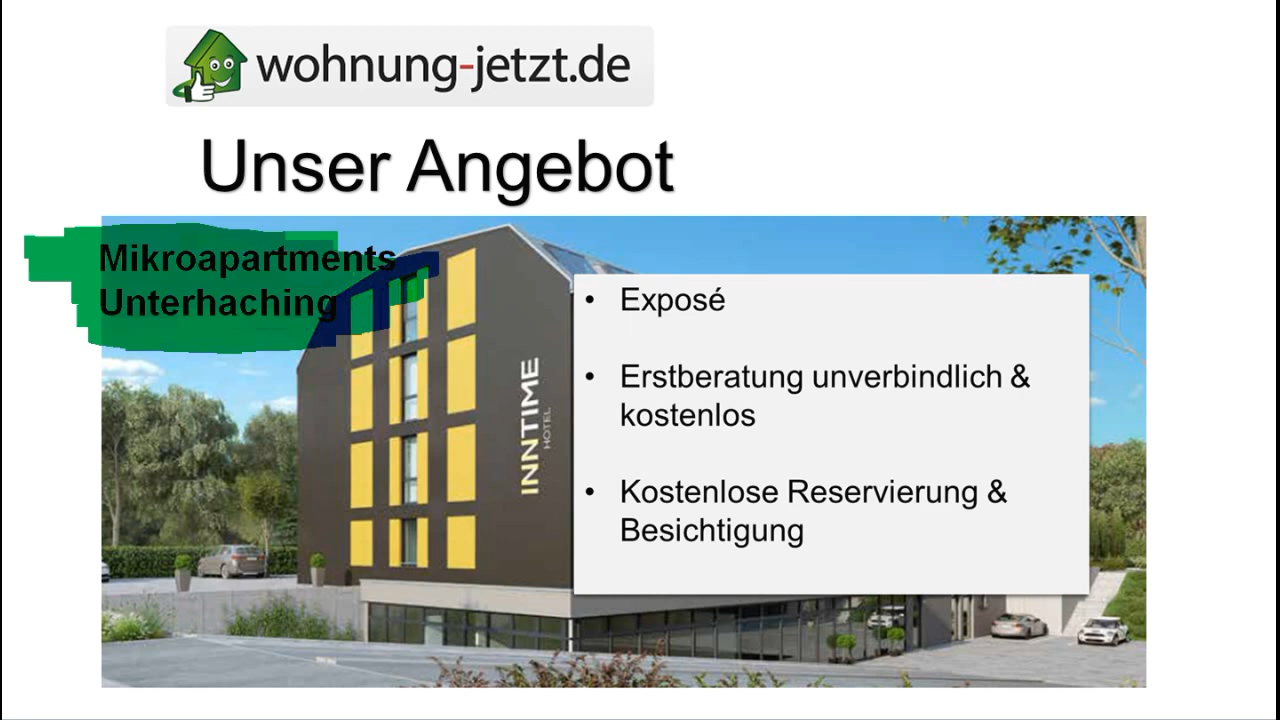 wohnung-jetzt.de
Unser Angebot
Mikroapartments
Unterhaching
INNTIME
HOTEL
• Exposé
• Erstberatung unverbindlich &
kostenlos
• Kostenlose Reservierung &
Besichtigung